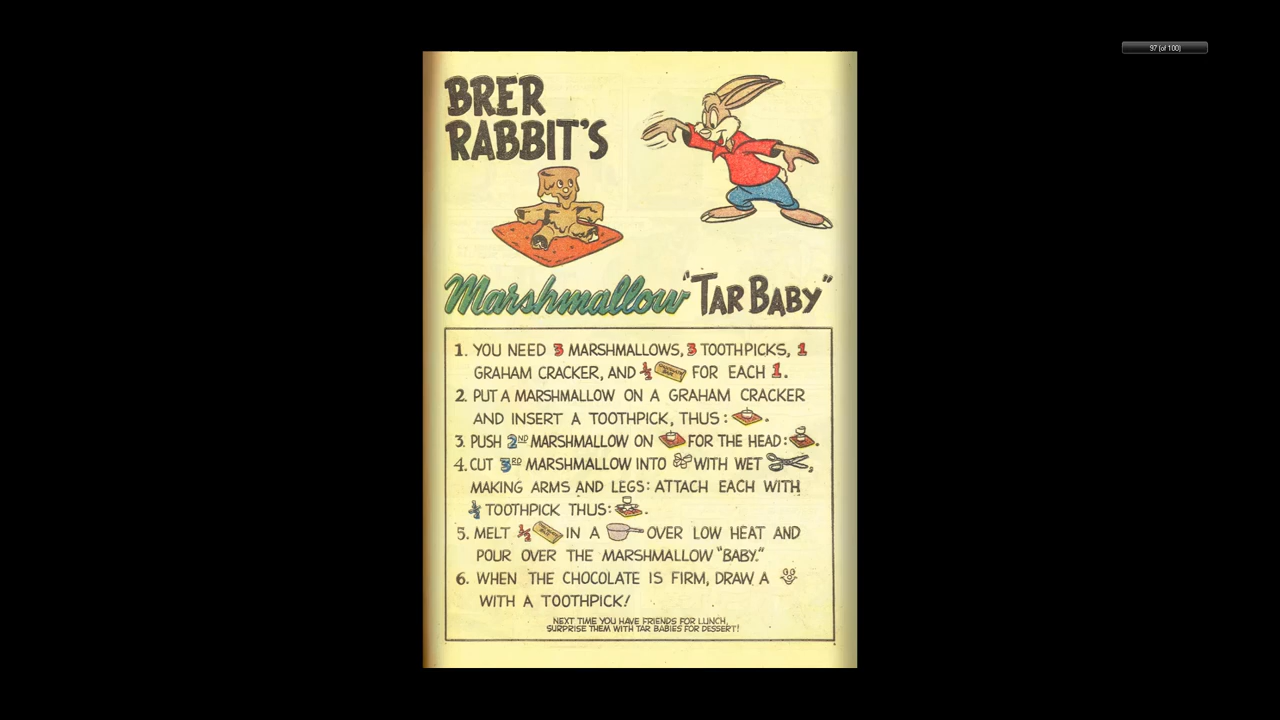 97 (of 100)
BRER
RABBIT'S
Marshmallow "TAR BABY"
1. YOU NEED 3 MARSHMALLOWS, 3 TOOTHPICKS, 1
GRAHAM CRACKER, AND ½ FOR EACH 1.
2. PUT A MARSHMALLOW ON A GRAHAM CRACKER
AND INSERT A TOOTHPICK, THUS: .
3. PUSH 2ND MARSHMALLOW ON FOR THE HEAD: .
4. CUT 3RD MARSHMALLOW INTO WITH WET ,
MAKING ARMS AND LEGS: ATTACH EACH WITH
½ TOOTHPICK THUS: .
5. MELT ½ IN A OVER LOW HEAT AND
POUR OVER THE MARSHMALLOW "BABY."
6. WHEN THE CHOCOLATE IS FIRM, DRAW A
WITH A TOOTHPICK!
NEXT TIME YOU HAVE FRIENDS FOR LUNCH,
SURPRISE THEM WITH TAR BABIES FOR DESSERT!